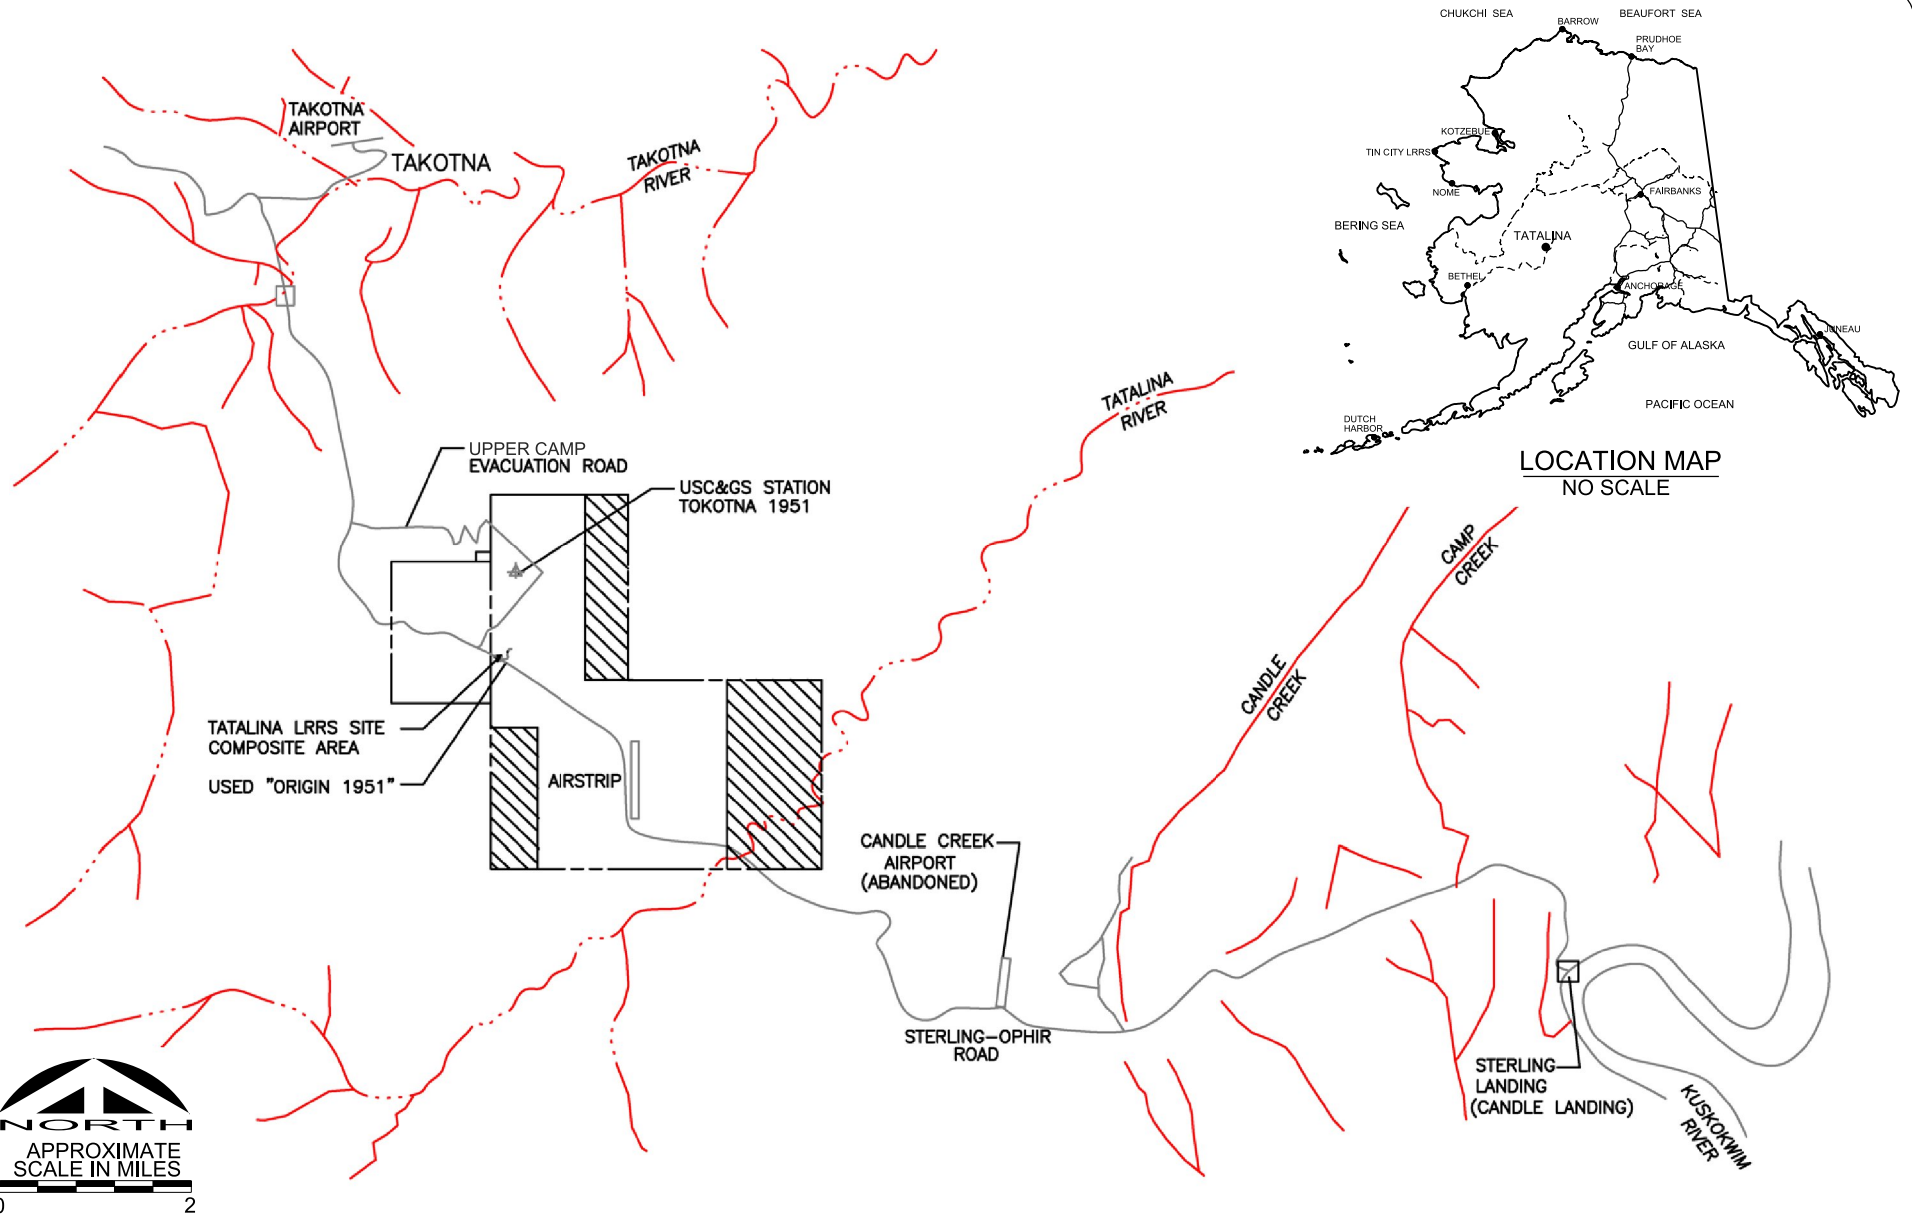 CHUKCHI SEA
BEAUFORT SEA
BARROW
PRUDHOE
BAY
KOTZEBUE
TIN CITY LRRS
NOME
FAIRBANKS
BERING SEA
TATALINA
BETHEL
ANCHORAGE
JUNEAU
GULF OF ALASKA
PACIFIC OCEAN
DUTCH
HARBOR
LOCATION MAP
NO SCALE
TAKOTNA
AIRPORT
TAKOTNA
TAKOTNA
RIVER
TATALINA
RIVER
UPPER CAMP
EVACUATION ROAD
USC&GS STATION
TOKOTNA 1951
CAMP
CREEK
CANDLE
CREEK
TATALINA LRRS SITE
COMPOSITE AREA
USED "ORIGIN 1951"
AIRSTRIP
CANDLE CREEK
AIRPORT
(ABANDONED)
STERLING-OPHIR
ROAD
STERLING
LANDING
(CANDLE LANDING)
KUSKOKWIM
RIVER
NORTH
APPROXIMATE
SCALE IN MILES
0 2